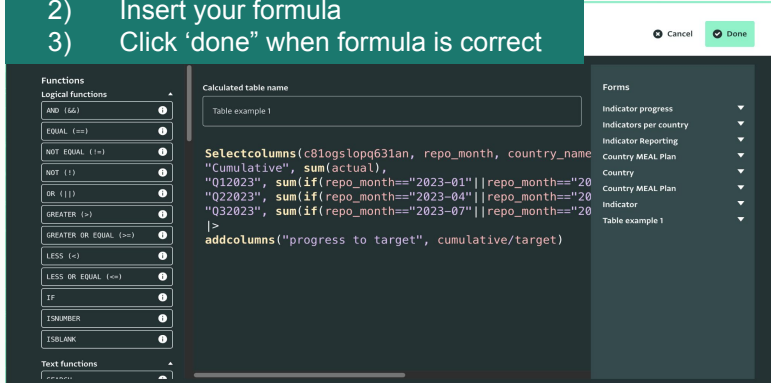 2) Insert your formula
3) Click ‘done” when formula is correct
Cancel
Done
Functions
Logical functions
AND (&&)
EQUAL (==)
NOT EQUAL (!=)
NOT (!)
OR (||)
GREATER (>)
GREATER OR EQUAL (>=)
LESS (<)
LESS OR EQUAL (<=)
IF
ISNUMBER
ISBLANK
Text functions
Calculated table name
Table example 1
Selectcolumns(c81ogslopq631an, repo_month, country_name
"Cumulative", sum(actual),
"Q12023", sum(if(repo_month=="2023-01"||repo_month=="20
"Q22023", sum(if(repo_month=="2023-04"||repo_month=="20
"Q32023", sum(if(repo_month=="2023-07"||repo_month=="20
|>
addcolumns("progress to target", cumulative/target)
Forms
Indicator progress
Indicators per country
Indicator Reporting
Country MEAL Plan
Country
Country MEAL Plan
Indicator
Table example 1